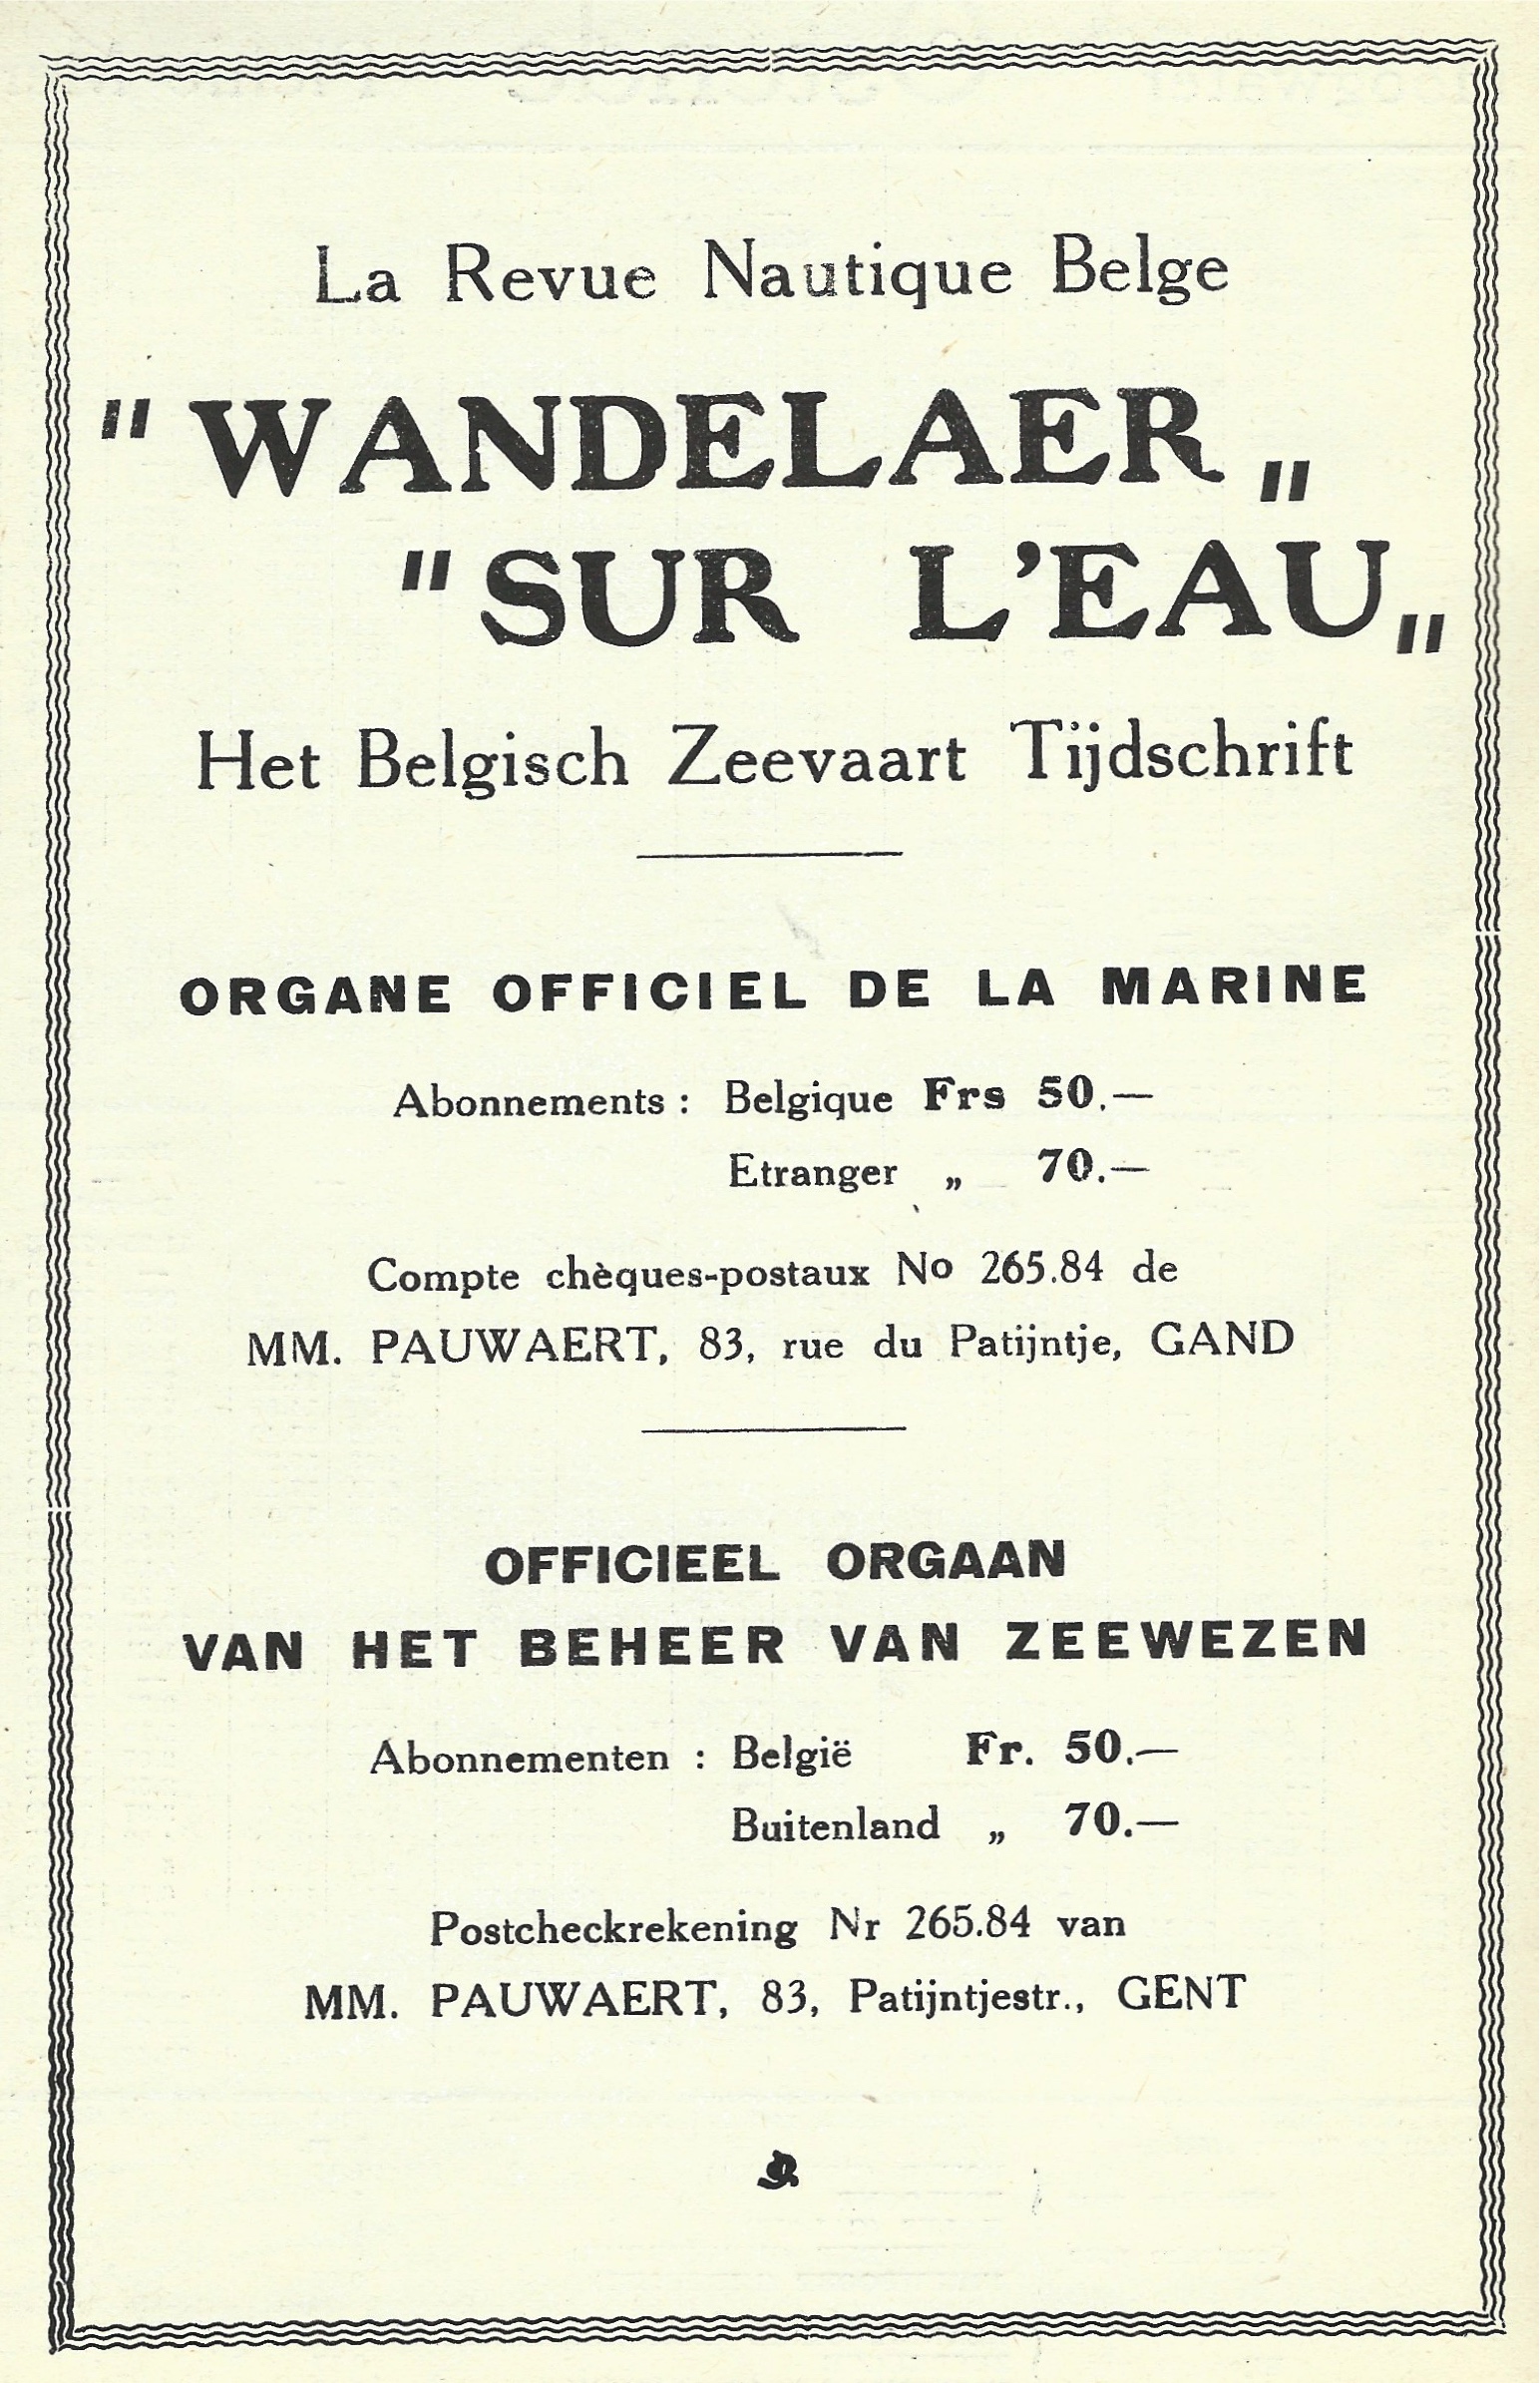 La Revue Nautique Belge
"WANDELAER„
"SUR L'EAU„
Het Belgisch Zeevaart Tijdschrift
ORGANE OFFICIEL DE LA MARINE
Abonnements : Belgique Frs 50.—
Etranger „ 70.—
Compte chèques-postaux No 265.84 de
MM. PAUWAERT, 83, rue du Patijntje, GAND
OFFICIEEL ORGAAN
VAN HET BEHEER VAN ZEEWEZEN
Abonnementen : België Fr. 50.—
Buitenland „ 70.—
Postcheckrekening Nr 265.84 van
MM. PAUWAERT, 83, Patijntjestr., GENT